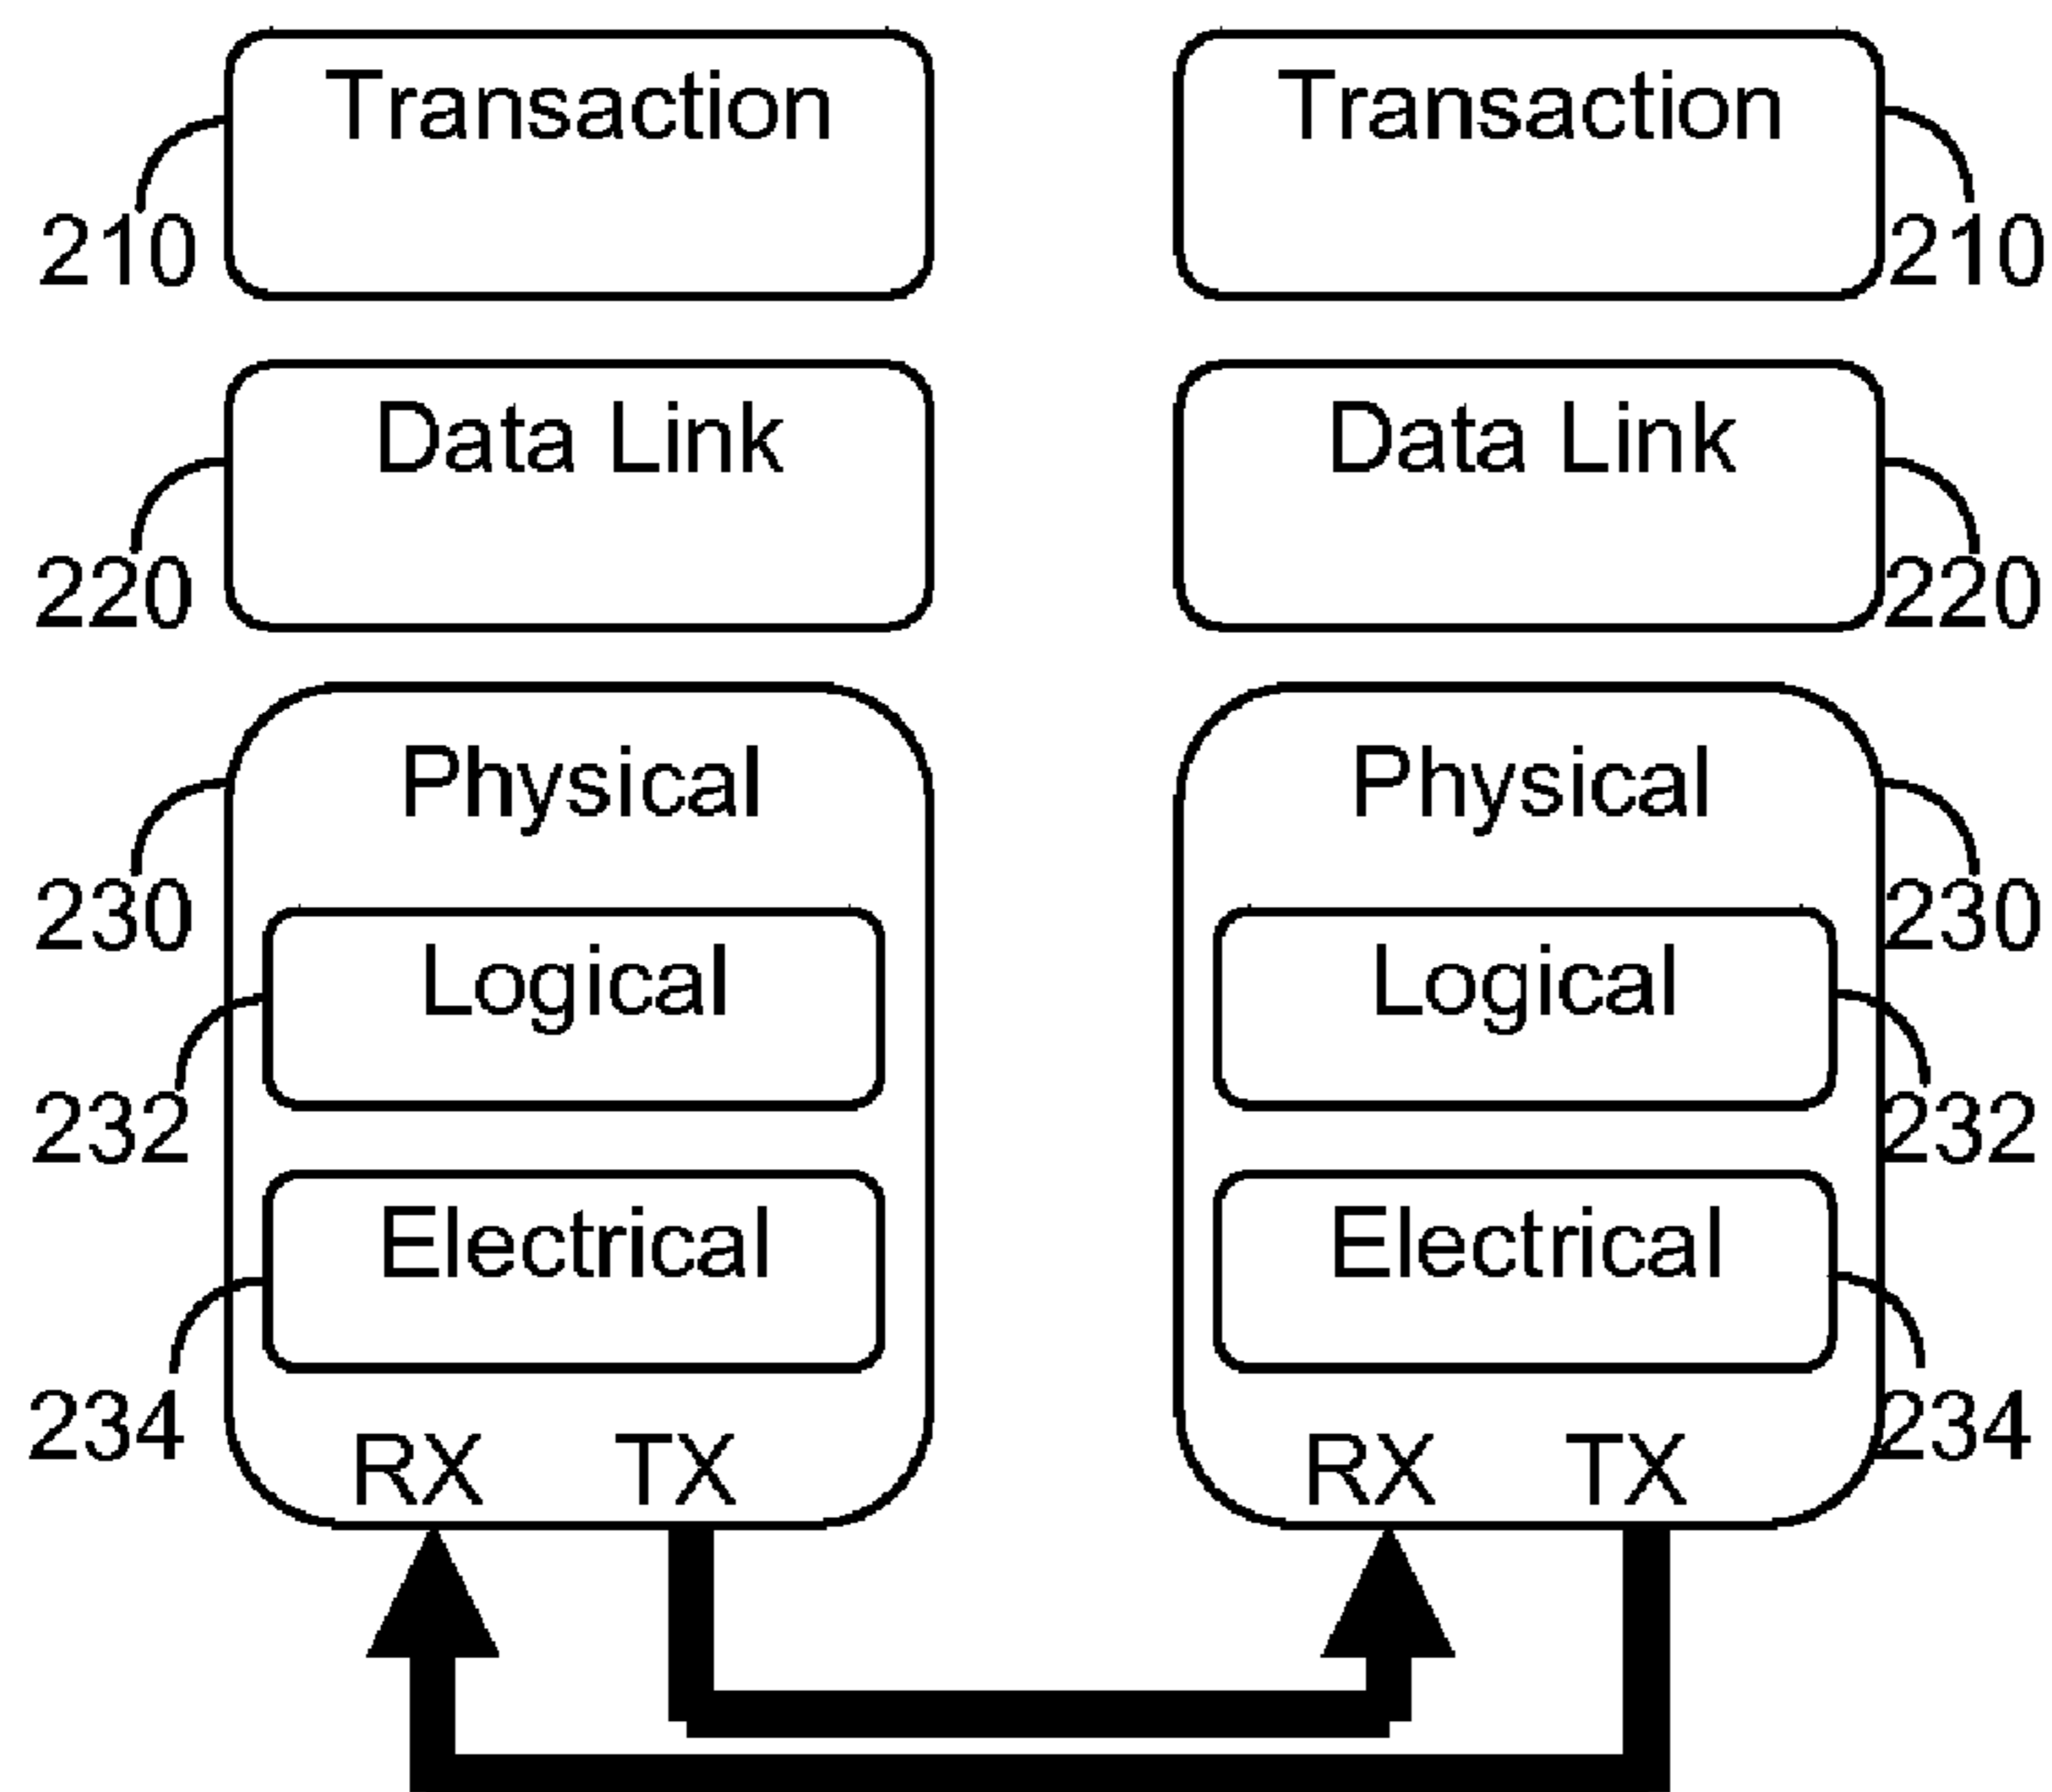 Transaction Transaction
210 210
Data Link Data Link
220 220
Physical Physical
230 230
Logical Logical
232 232
Electrical Electrical
234 234
RX TX RX TX